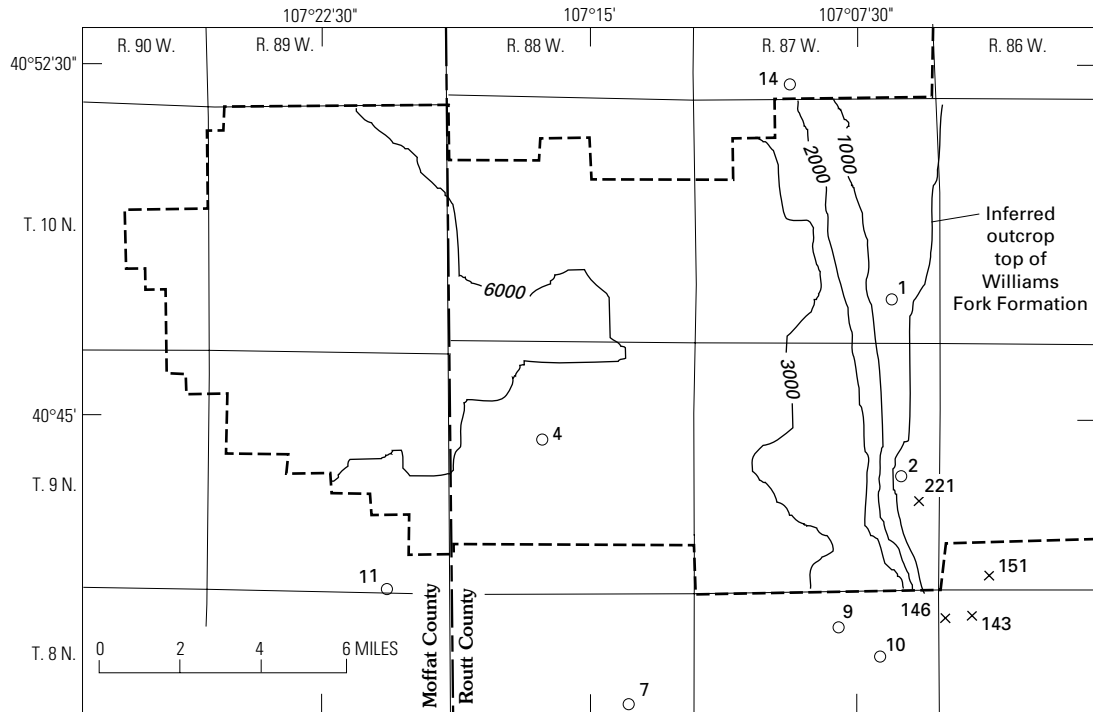 107°22'30"
107°15'
107°07'30"
R. 90 W.
R. 89 W.
R. 88 W.
R. 87 W.
R. 86 W.
40°52'30"
14
1000
2000
T. 10 N.
Inferred
outcrop
top of
Williams
Fork Formation
6000
1
3000
40°45'
4
2
221
T. 9 N.
151
11
146
143
9
10
Moffat County
Routt County
T. 8 N.
0 2 4 6 MILES
7